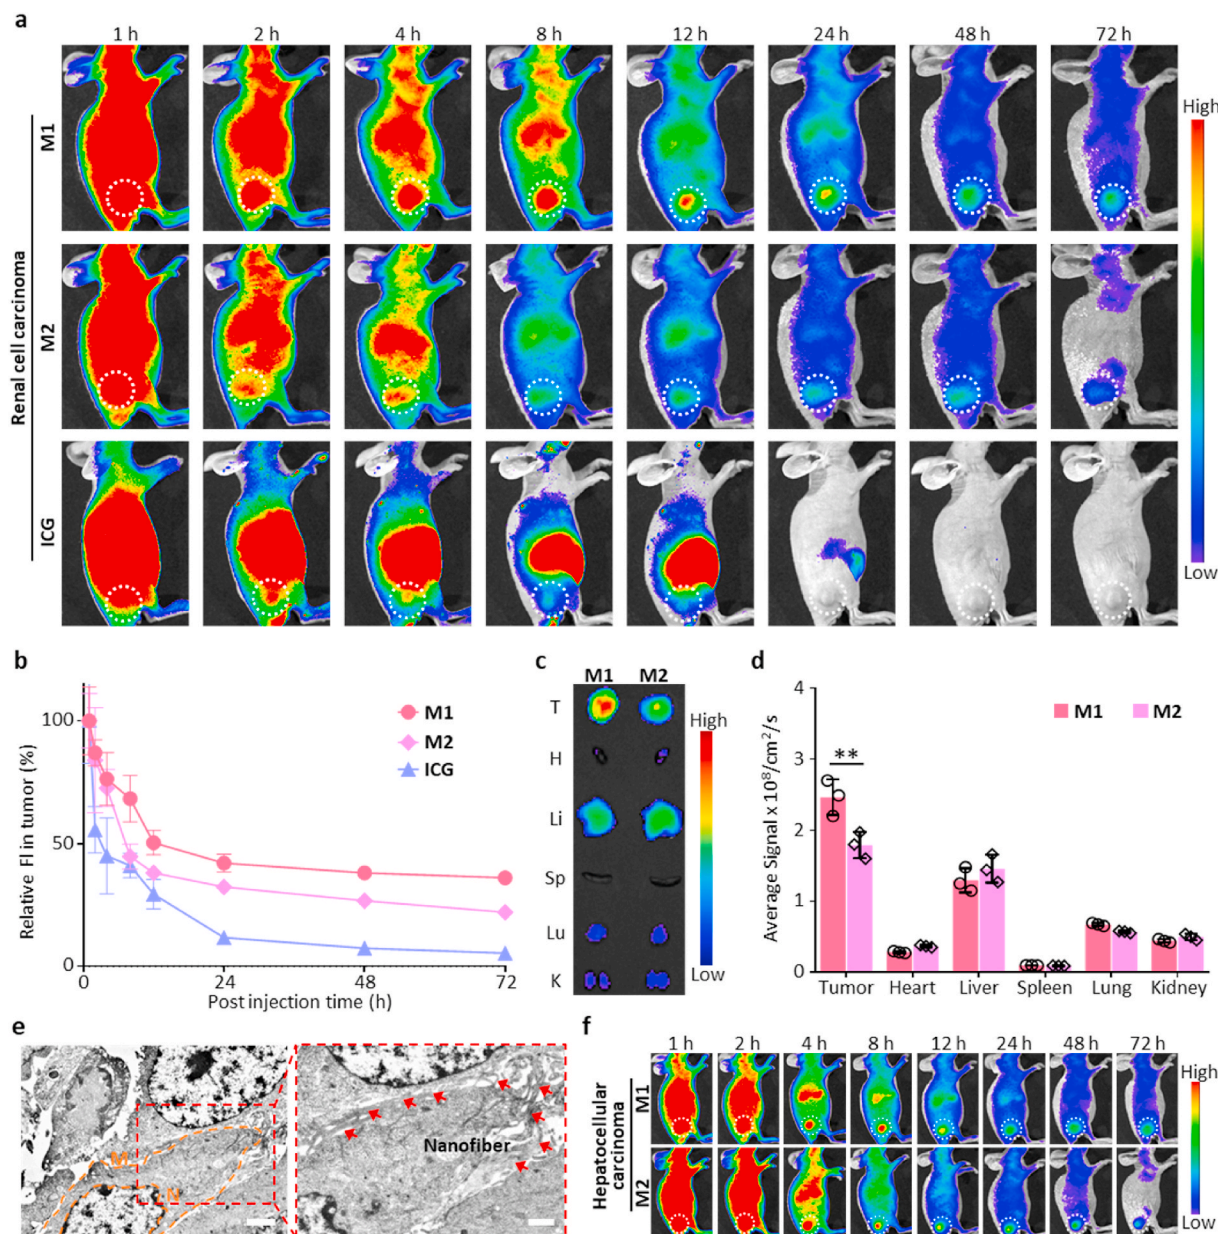 a
1 h 2 h 4 h 8 h 12 h 24 h 48 h 72 h
High
Low
Renal cell carcinoma
M1
M2
ICG
b
Relative FI in tumor (%)
100
50
0
0 24 48 72
Post injection time (h)
M1
M2
ICG
c
M1 M2
T
H
Li
Sp
Lu
K
High
Low
d
Average Signal x 10⁸/cm²/s
4
3
2
1
0
M1 M2
**
Tumor Heart Liver Spleen Lung Kidney
e
M
N
Nanofiber
f
1 h 2 h 4 h 8 h 12 h 24 h 48 h 72 h
Hepatocellular
carcinoma
M1
M2
High
Low